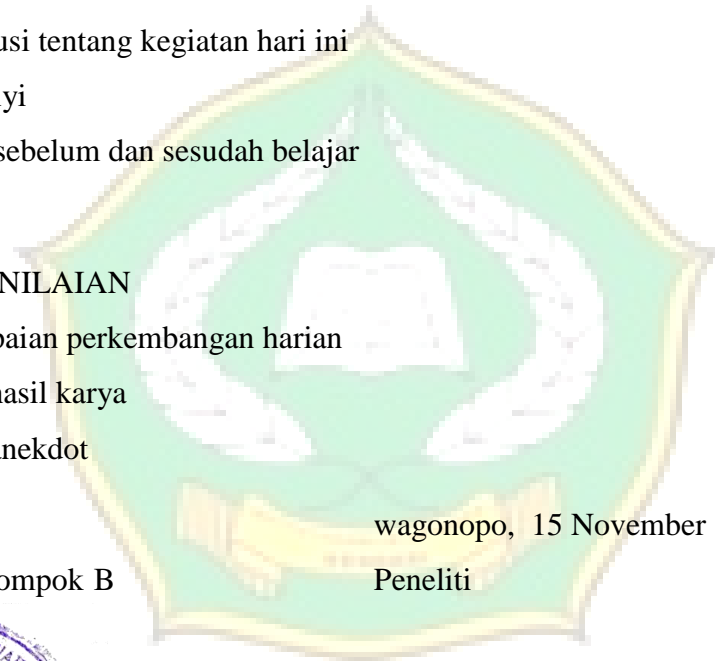 usi tentang kegiatan hari ini
yi
sebelum dan sesudah belajar
NILAIAN
paian perkembangan harian
hasil karya
anekdot
wagonopo, 15 November
ompok B Peneliti